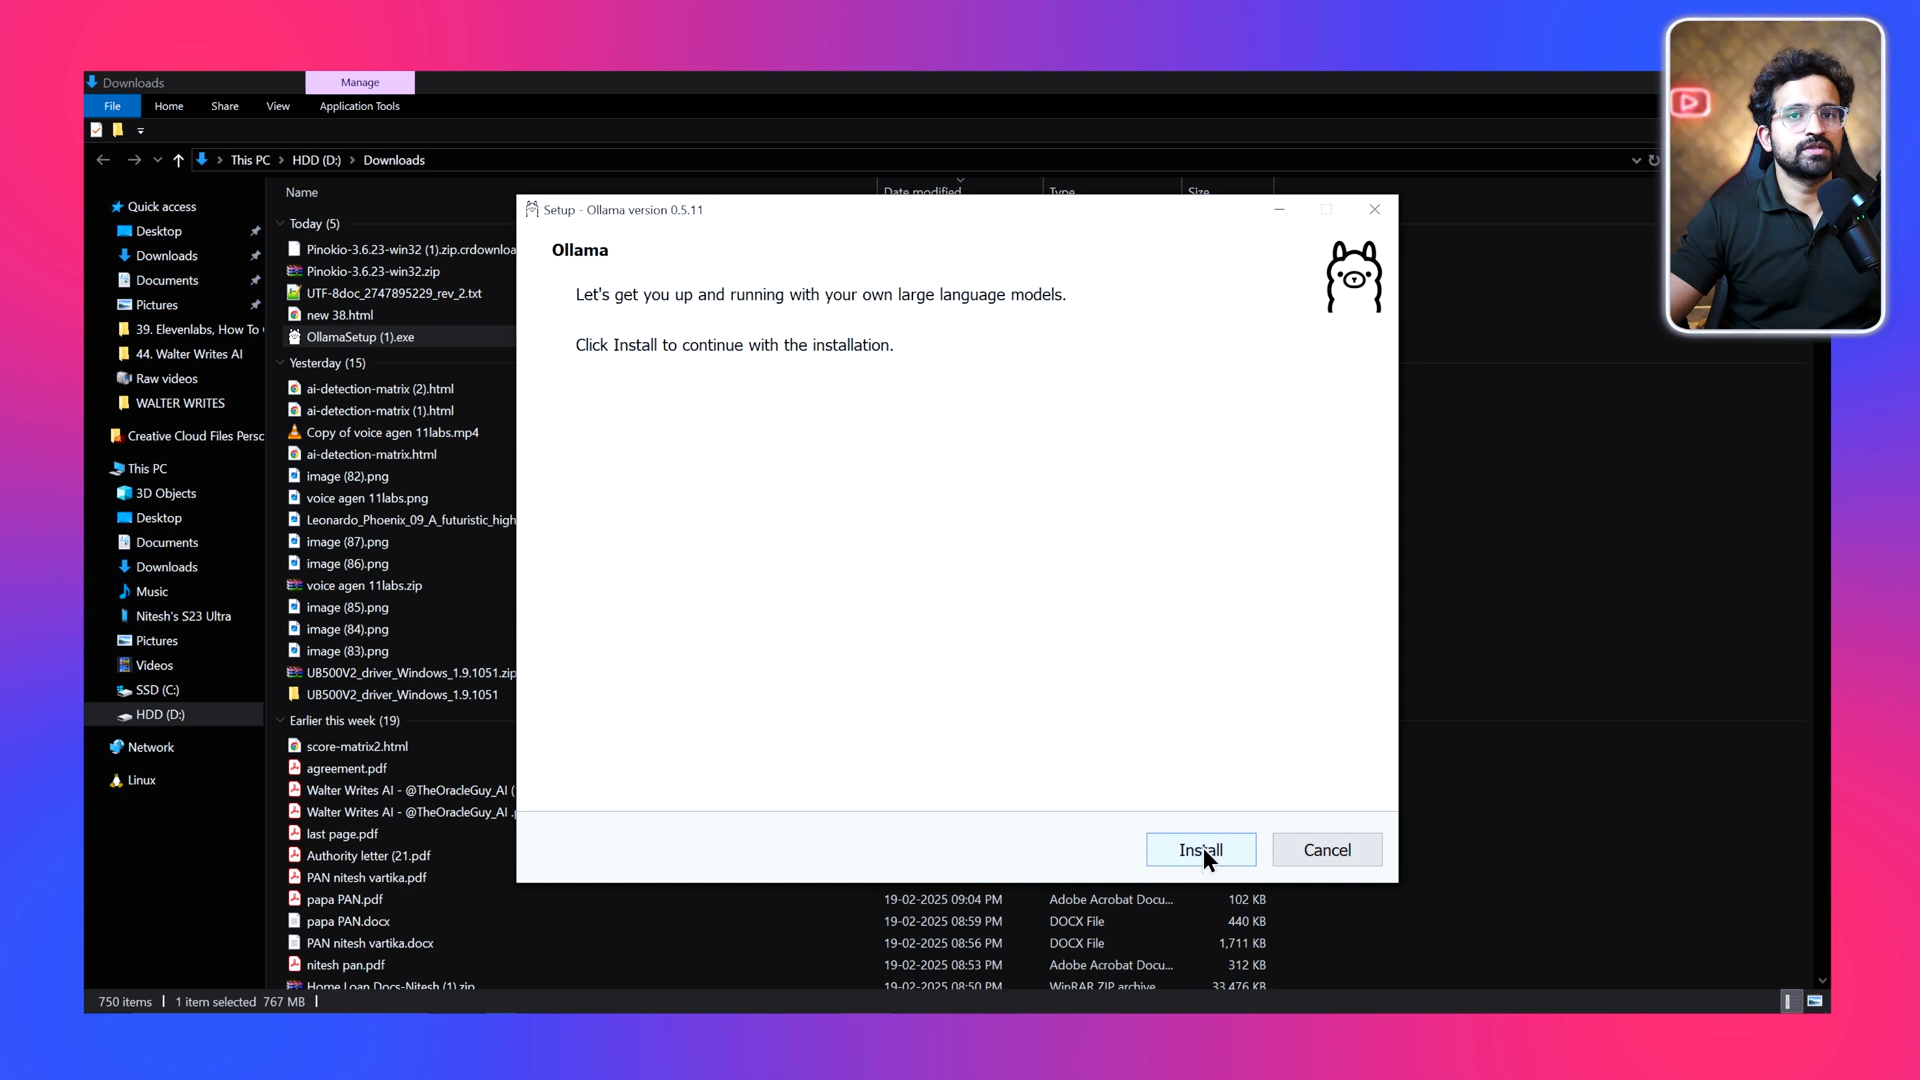 Downloads
Manage
File
Home
Share
View
Application Tools
This PC
HDD (D:)
Downloads
Quick access
Desktop
Downloads
Documents
Pictures
39. Elevenlabs, How To
44. Walter Writes AI
Raw videos
WALTER WRITES
Creative Cloud Files Persc
This PC
3D Objects
Desktop
Documents
Downloads
Music
Nitesh's S23 Ultra
Pictures
Videos
SSD (C:)
HDD (D:)
Network
Linux
Name
Date modified
Type
Size
Today (5)
Pinokio-3.6.23-win32 (1).zip.crdownloa
Pinokio-3.6.23-win32.zip
UTF-8doc_2747895229_rev_2.txt
new 38.html
OllamaSetup (1).exe
Yesterday (15)
ai-detection-matrix (2).html
ai-detection-matrix (1).html
Copy of voice agen 11labs.mp4
ai-detection-matrix.html
image (82).png
voice agen 11labs.png
Leonardo_Phoenix_09_A_futuristic_high
image (87).png
image (86).png
voice agen 11labs.zip
image (85).png
image (84).png
image (83).png
UB500V2_driver_Windows_1.9.1051.zip
UB500V2_driver_Windows_1.9.1051
Earlier this week (19)
score-matrix2.html
agreement.pdf
Walter Writes AI - @TheOracleGuy_AI (
Walter Writes AI - @TheOracleGuy_AI .
last page.pdf
Authority letter (21.pdf
PAN nitesh vartika.pdf
papa PAN.pdf 19-02-2025 09:04 PM Adobe Acrobat Docu... 102 KB
papa PAN.docx 19-02-2025 08:59 PM DOCX File 440 KB
PAN nitesh vartika.docx 19-02-2025 08:56 PM DOCX File 1,711 KB
nitesh pan.pdf 19-02-2025 08:53 PM Adobe Acrobat Docu... 312 KB
Home Loan Docs-Nitesh (1).zip 19-02-2025 08:50 PM WinRAR ZIP archive 33,476 KB
Setup - Ollama version 0.5.11
Ollama
Let's get you up and running with your own large language models.
Click Install to continue with the installation.
Install
Cancel
750 items
1 item selected 767 MB